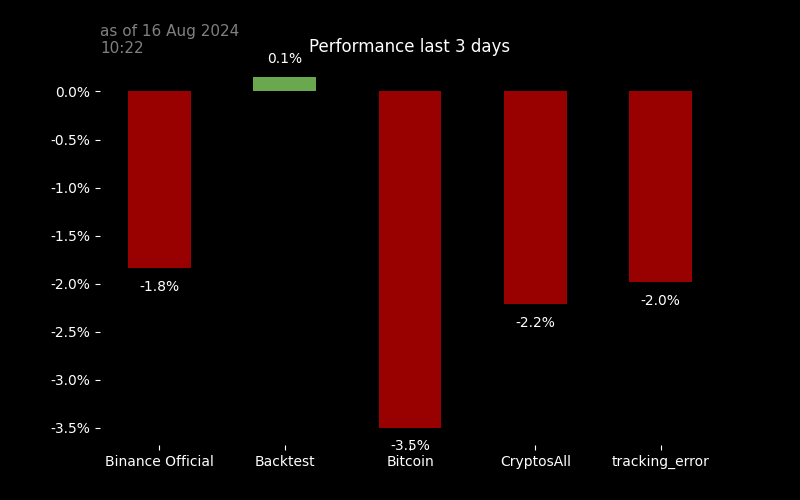 as of 16 Aug 2024
10:22
Performance last 3 days
0.1%
0.0%
-0.5%
-1.0%
-1.5%
-2.0%
-2.5%
-3.0%
-3.5%
-1.8%
-3.5%
-2.2%
-2.0%
Binance Official
Backtest
Bitcoin
CryptosAll
tracking_error